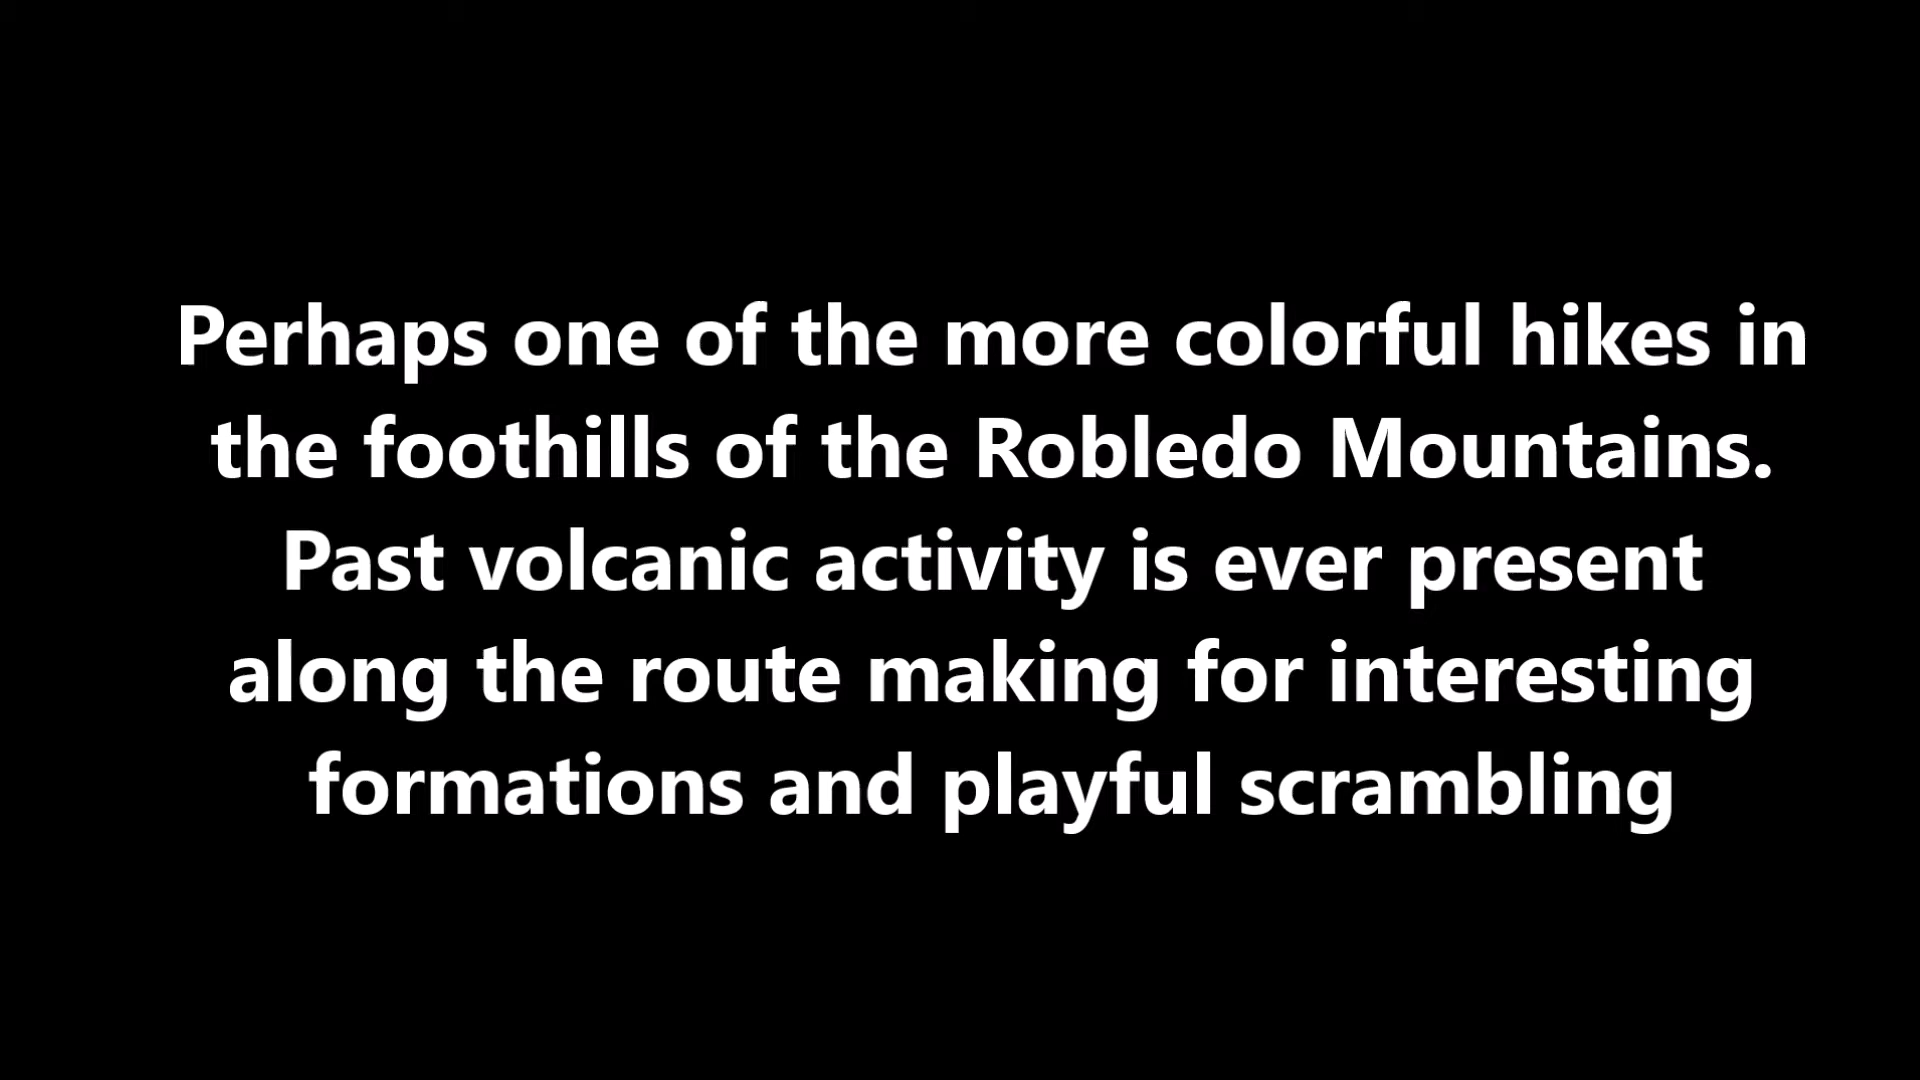 Perhaps one of the more colorful hikes in
the foothills of the Robledo Mountains.
Past volcanic activity is ever present
along the route making for interesting
formations and playful scrambling